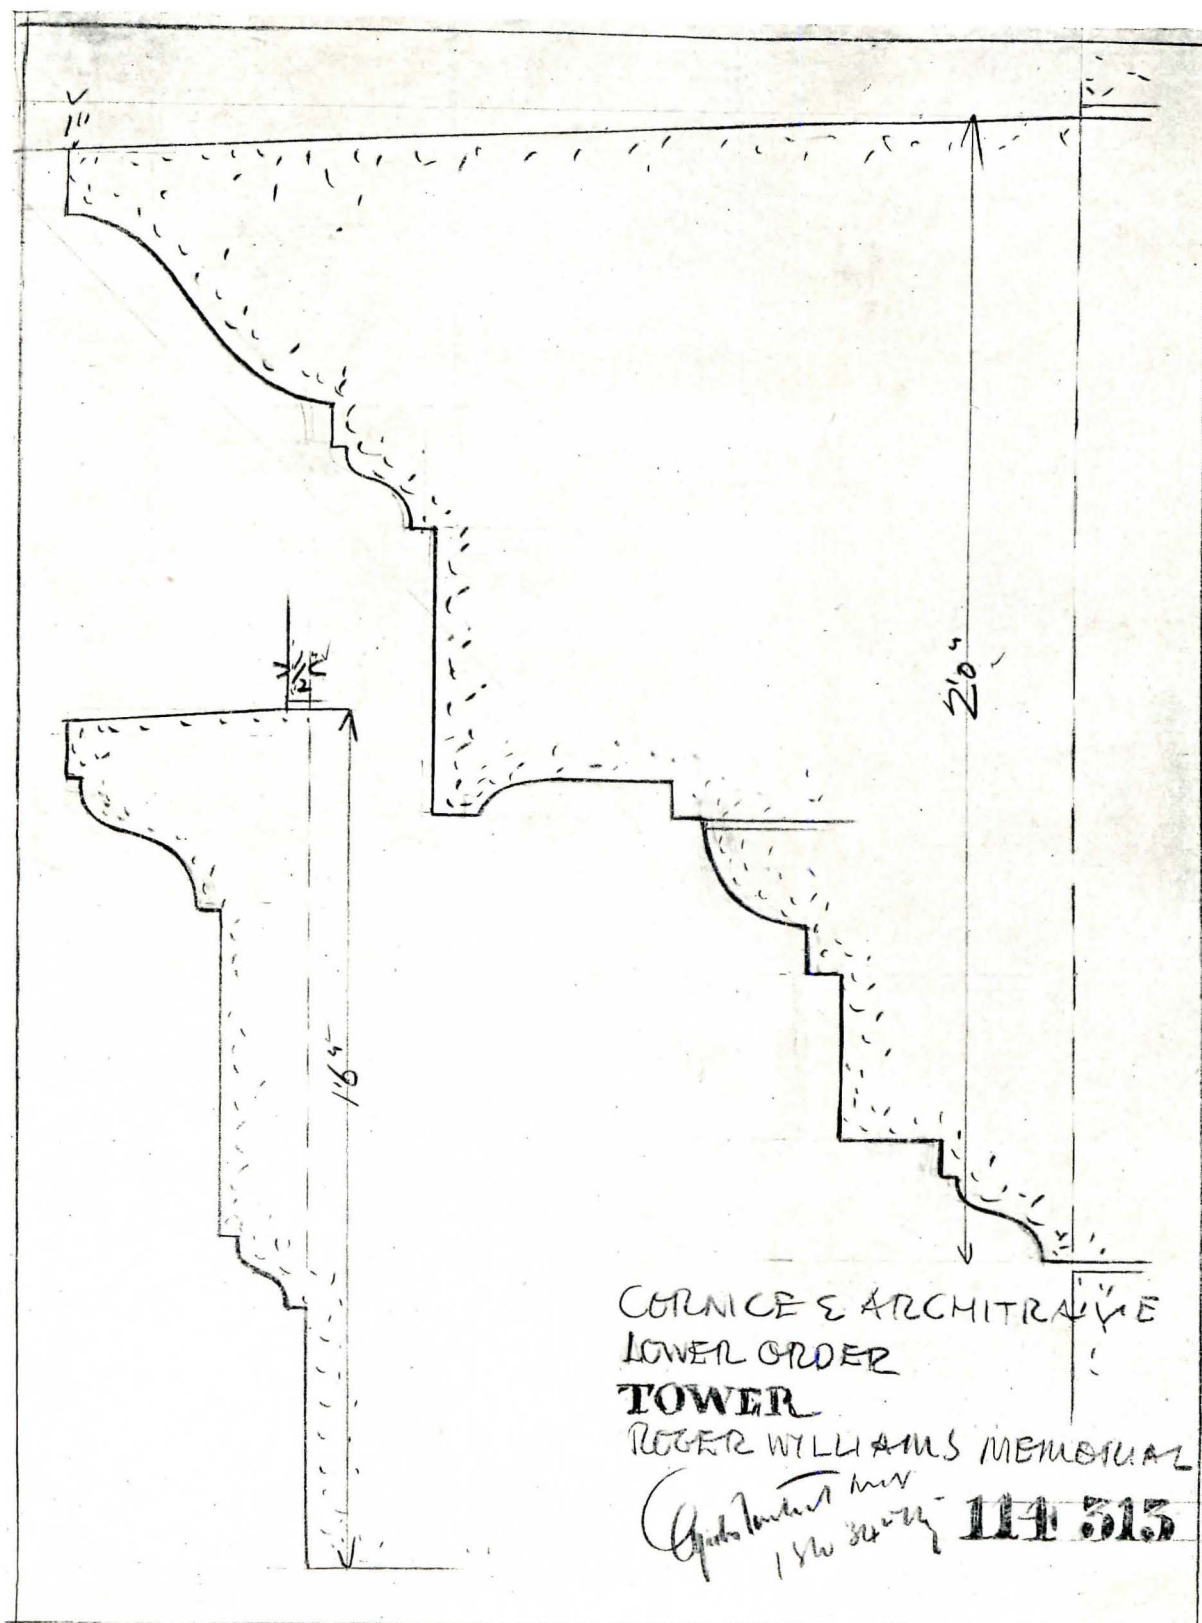 1"
1/2
2'0"
1'6"
CORNICE & ARCHITRAVE
LOWER ORDER
TOWER
ROGER WILLIAMS MEMORIAL
114 313